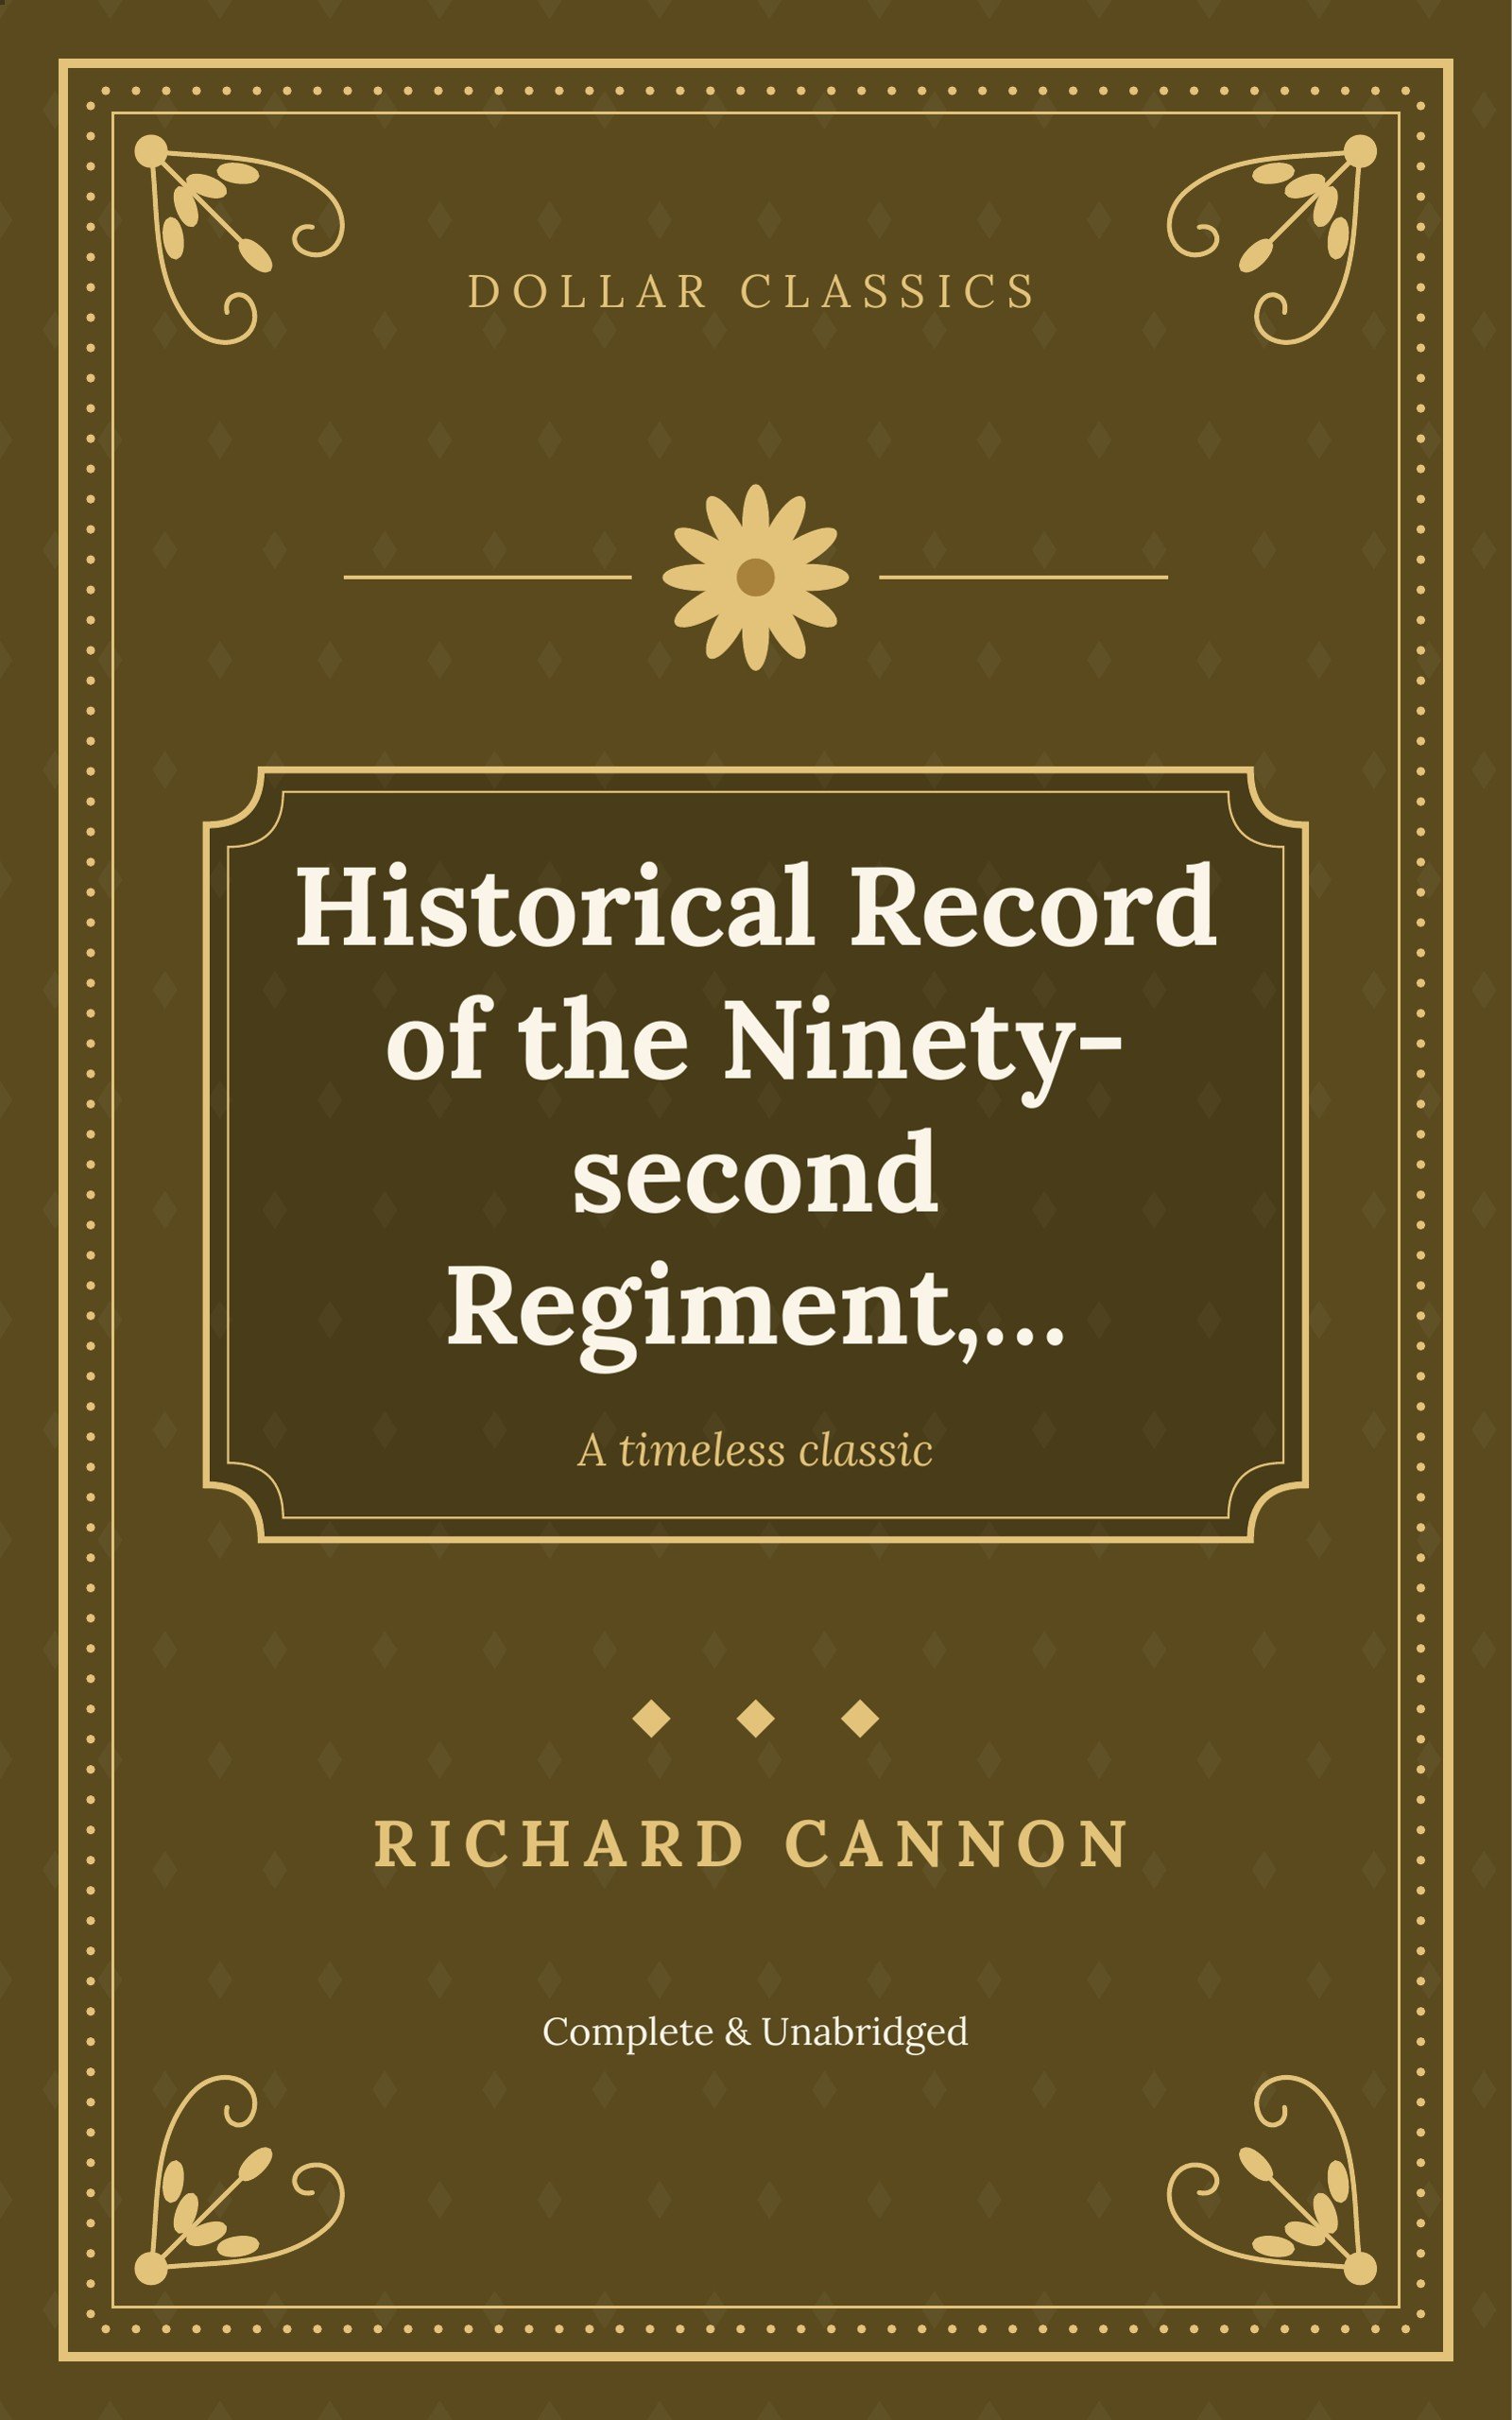 DOLLAR CLASSICS
Historical Record
of the Ninety-
second
Regiment,...
A timeless classic
RICHARD CANNON
Complete & Unabridged